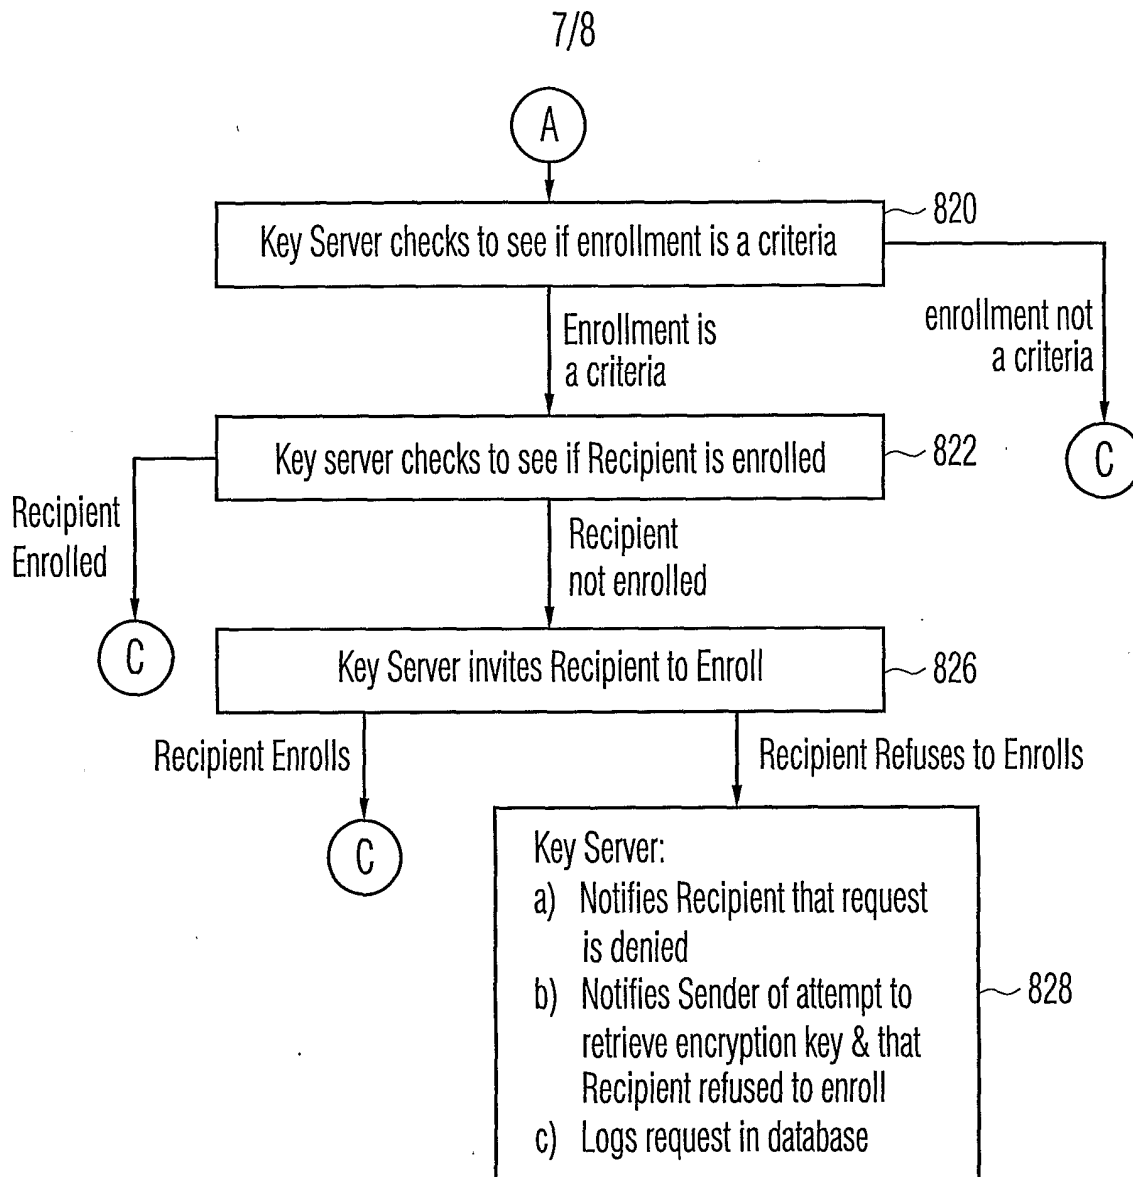 7/8
A
Key Server checks to see if enrollment is a criteria
820
Enrollment is
a criteria
enrollment not
a criteria
Key server checks to see if Recipient is enrolled
822
C
Recipient
Enrolled
Recipient
not enrolled
C
Key Server invites Recipient to Enroll
826
Recipient Enrolls
Recipient Refuses to Enrolls
C
Key Server:
a) Notifies Recipient that request
is denied
b) Notifies Sender of attempt to
retrieve encryption key & that
Recipient refused to enroll
c) Logs request in database
828